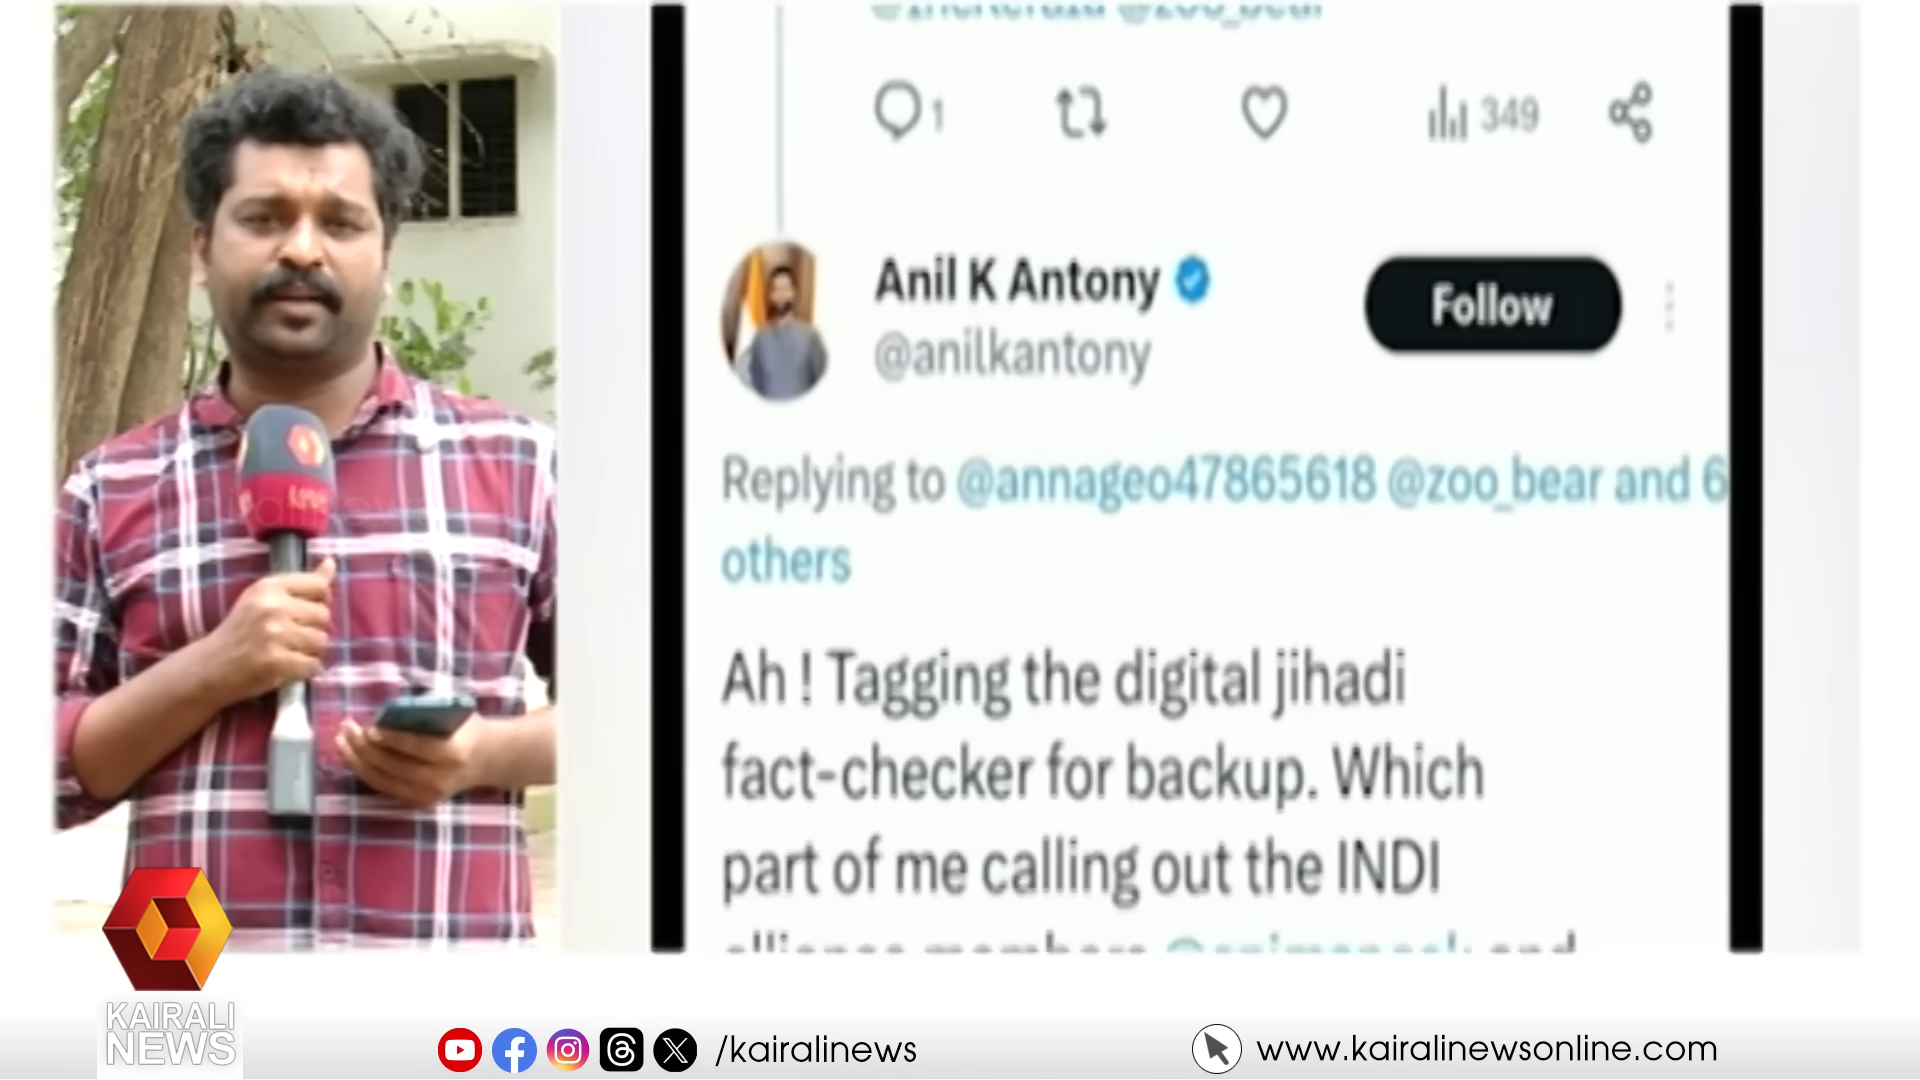 1
349
Anil K Antony
@anilkantony
Follow
Replying to @annageo47865618 @zoo_bear and 6
others
Ah ! Tagging the digital jihadi
fact-checker for backup. Which
part of me calling out the INDI
KAIRALI
NEWS
/kairalinews
www.kairalinewsonline.com